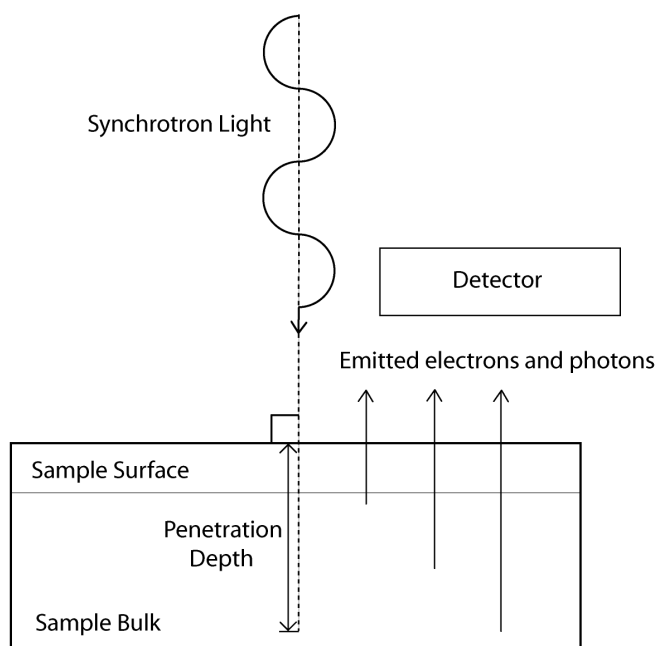 Synchrotron Light
Detector
Emitted electrons and photons
Sample Surface
Penetration
Depth
Sample Bulk